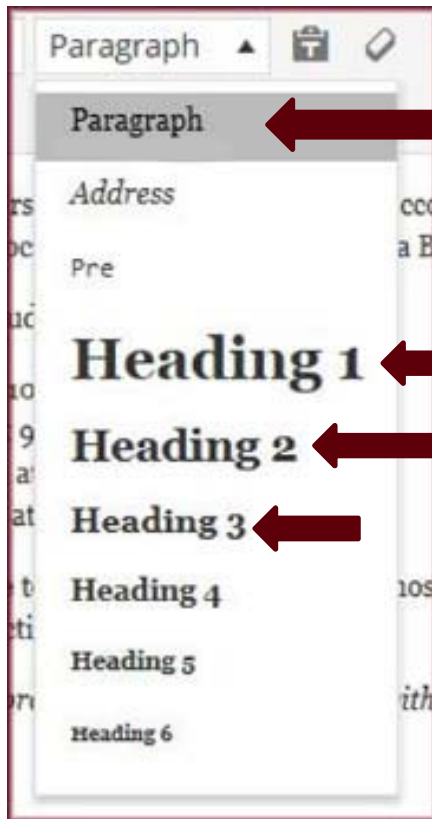 Paragraph
Paragraph
Address
Pre
Heading 1
Heading 2
Heading 3
Heading 4
Heading 5
Heading 6